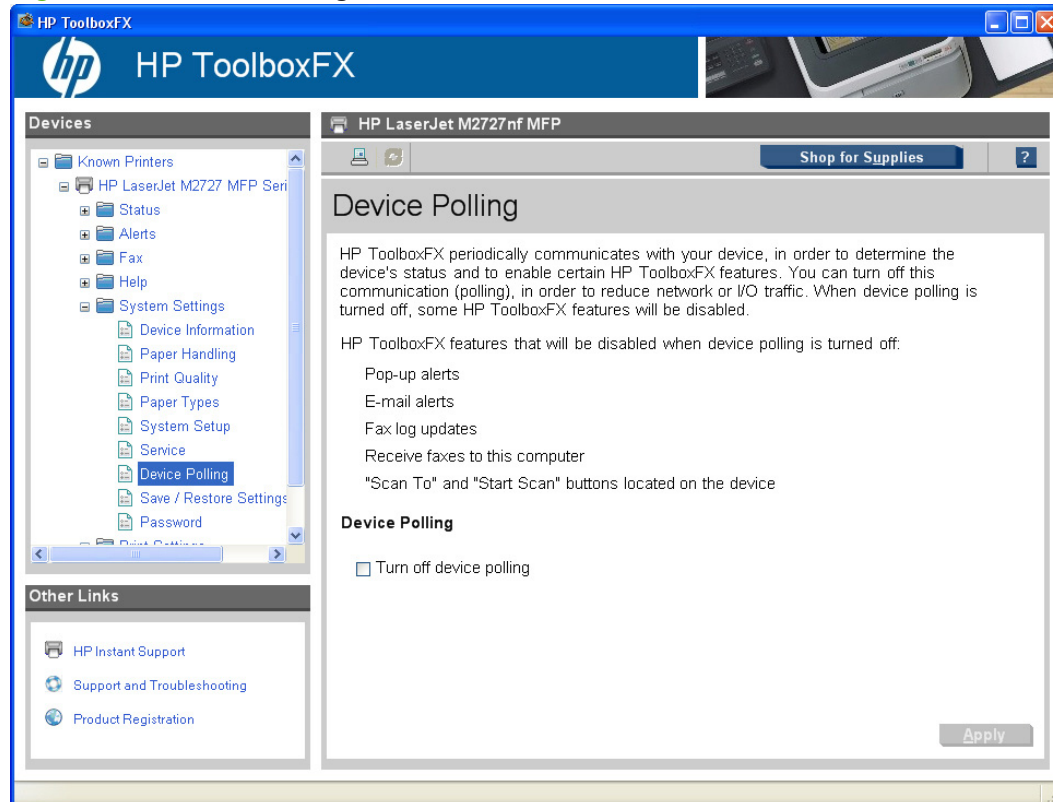 HP ToolboxFX
hp
HP ToolboxFX
Devices
Known Printers
HP LaserJet M2727 MFP Seri
Status
Alerts
Fax
Help
System Settings
Device Information
Paper Handling
Print Quality
Paper Types
System Setup
Service
Device Polling
Save / Restore Settings
Password
Print Settings
Other Links
HP Instant Support
Support and Troubleshooting
Product Registration
HP LaserJet M2727nf MFP
Shop for Supplies
?
Device Polling
HP ToolboxFX periodically communicates with your device, in order to determine the
device's status and to enable certain HP ToolboxFX features. You can turn off this
communication (polling), in order to reduce network or I/O traffic. When device polling is
turned off, some HP ToolboxFX features will be disabled.
HP ToolboxFX features that will be disabled when device polling is turned off:
Pop-up alerts
E-mail alerts
Fax log updates
Receive faxes to this computer
"Scan To" and "Start Scan" buttons located on the device
Device Polling
Turn off device polling
Apply